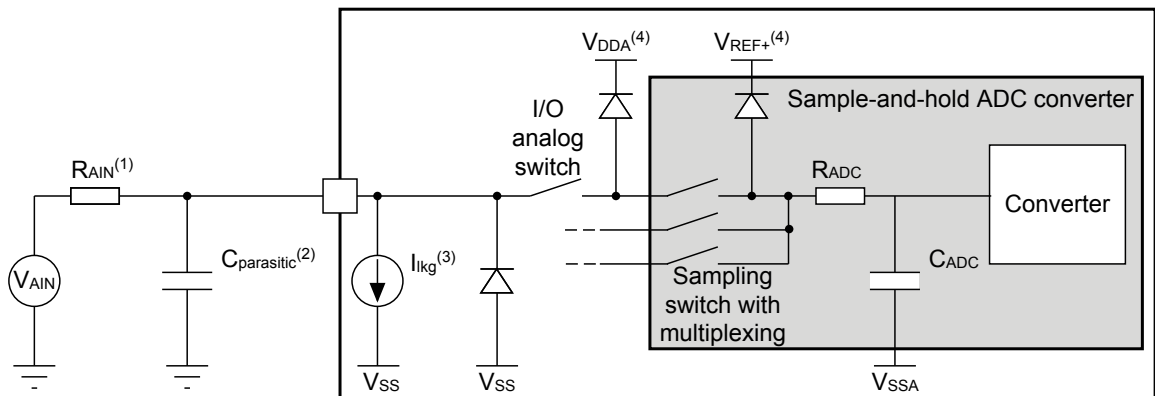 VDDA(4)
VREF+(4)
Sample-and-hold ADC converter
I/O
analog
switch
RAIN(1)
RADC
Converter
VAIN
Cparasitic(2)
Ilkg(3)
CADC
Sampling
switch with
multiplexing
VSS
VSS
VSSA